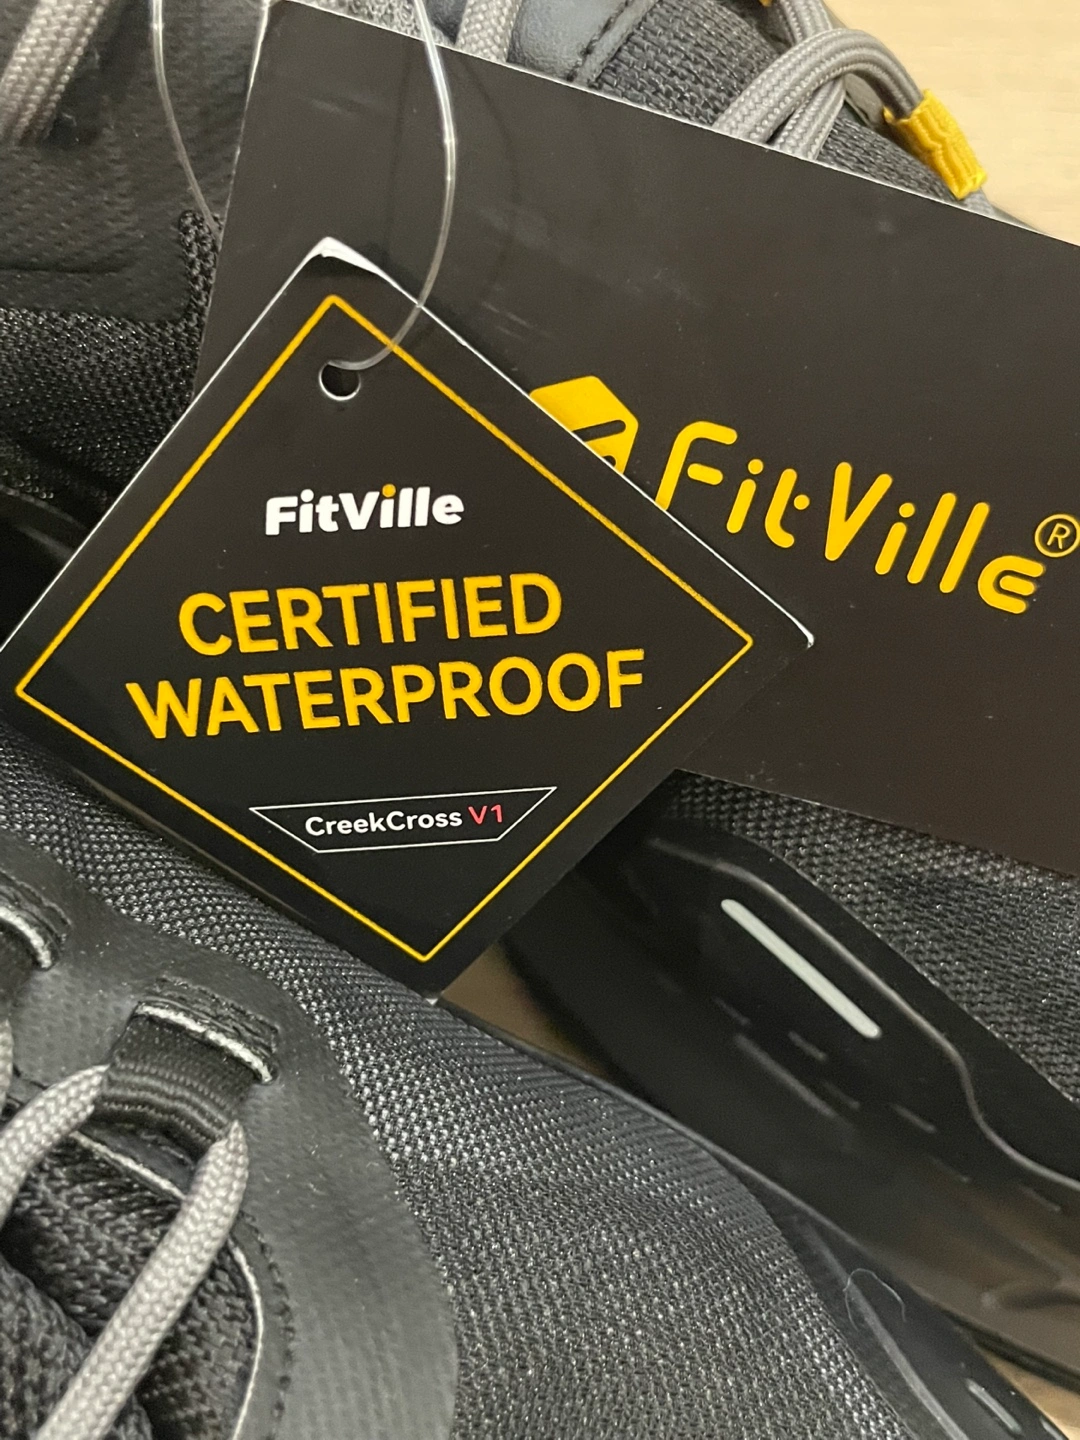 FitVille
CERTIFIED
WATERPROOF
CreekCross V1
FitVille®